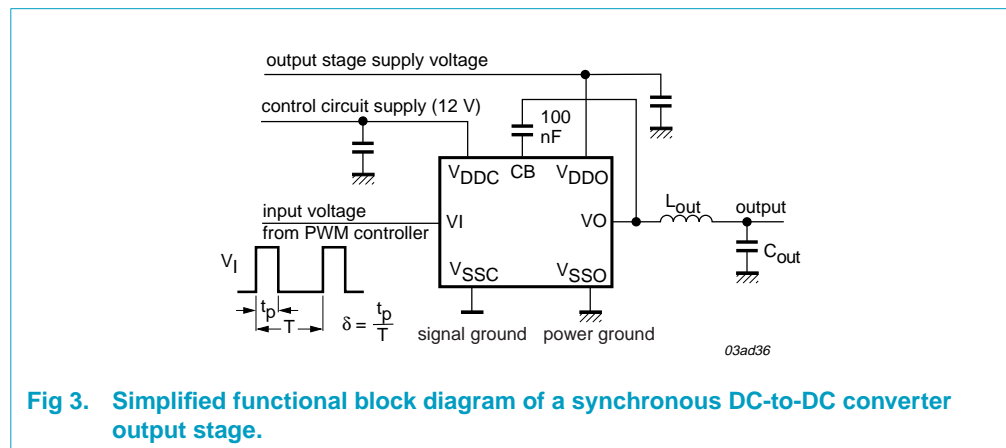 output stage supply voltage
control circuit supply (12 V)
100
nF
VDDC CB VDDO
Lout output
input voltage
from PWM controller
VI VO
Cout
VI
VSSC VSSO
tp
T
δ = tp
T
signal ground power ground
03ad36
Fig 3. Simplified functional block diagram of a synchronous DC-to-DC converter
output stage.